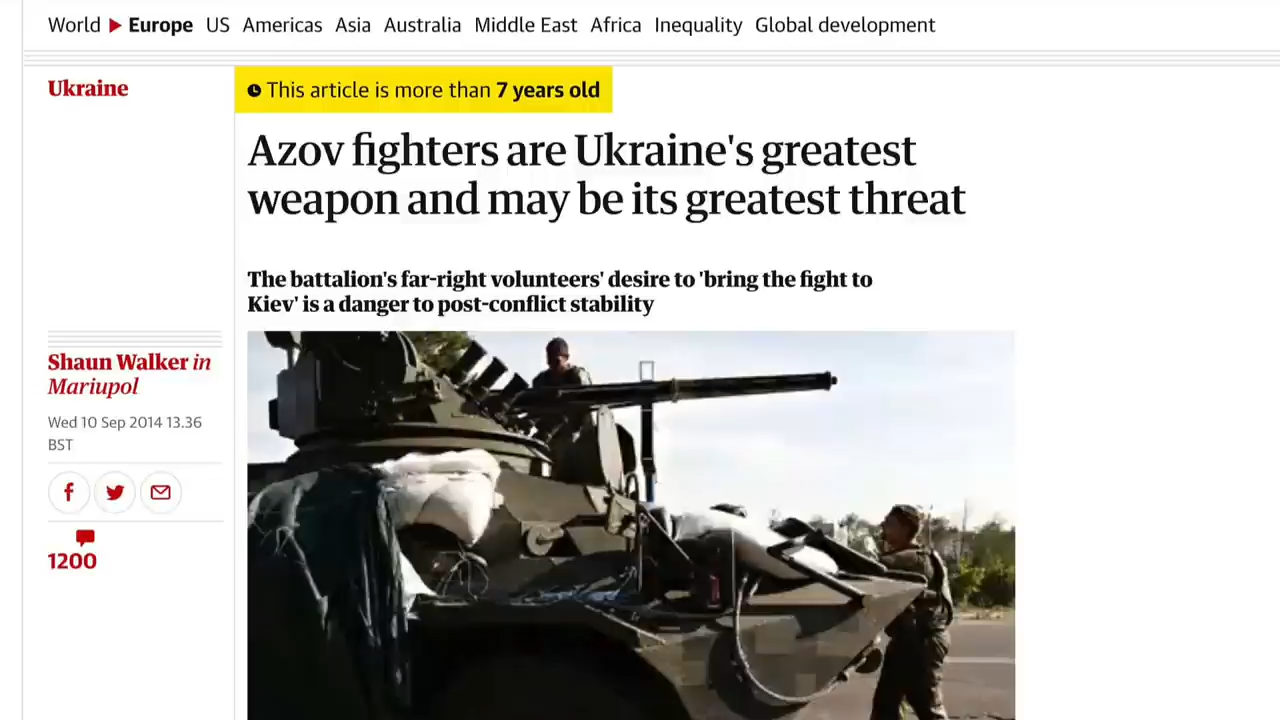 World Europe US Americas Asia Australia Middle East Africa Inequality Global development
Ukraine
This article is more than 7 years old
Azov fighters are Ukraine's greatest
weapon and may be its greatest threat
The battalion's far-right volunteers' desire to 'bring the fight to
Kiev' is a danger to post-conflict stability
Shaun Walker in
Mariupol
Wed 10 Sep 2014 13.36
BST
1200